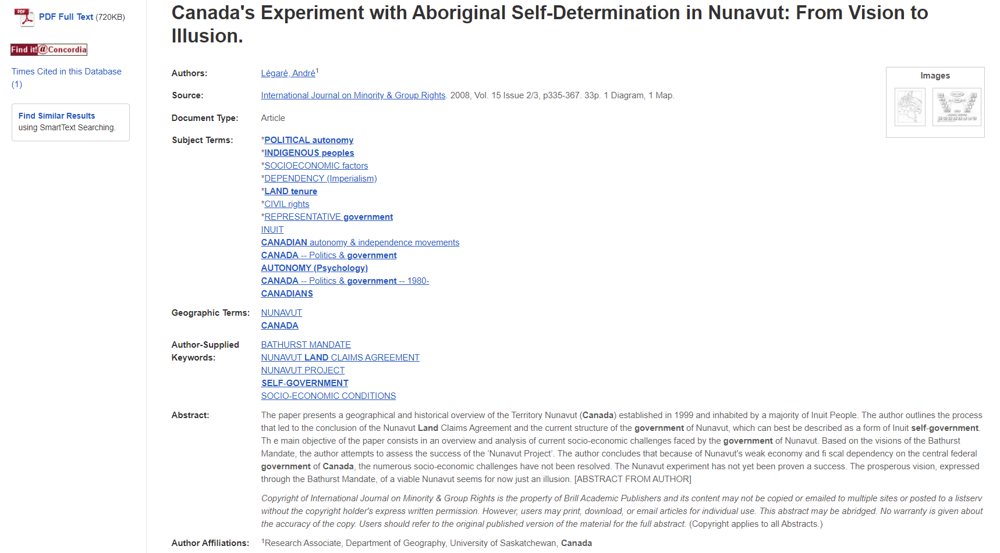 PDF Full Text (720KB)
Find it!@Concordia
Times Cited in this Database
(1)
Find Similar Results
using SmartText Searching.
Canada's Experiment with Aboriginal Self-Determination in Nunavut: From Vision to
Illusion.
Authors: Légaré, André1
Source: International Journal on Minority & Group Rights. 2008, Vol. 15 Issue 2/3, p335-367. 33p. 1 Diagram, 1 Map.
Document Type: Article
Subject Terms: *POLITICAL autonomy
*INDIGENOUS peoples
*SOCIOECONOMIC factors
*DEPENDENCY (Imperialism)
*LAND tenure
*CIVIL rights
*REPRESENTATIVE government
INUIT
CANADIAN autonomy & independence movements
CANADA -- Politics & government
AUTONOMY (Psychology)
CANADA -- Politics & government -- 1980-
CANADIANS
Geographic Terms: NUNAVUT
CANADA
Author-Supplied BATHURST MANDATE
Keywords: NUNAVUT LAND CLAIMS AGREEMENT
NUNAVUT PROJECT
SELF-GOVERNMENT
SOCIO-ECONOMIC CONDITIONS
Abstract: The paper presents a geographical and historical overview of the Territory Nunavut (Canada) established in 1999 and inhabited by a majority of Inuit People. The author outlines the process
that led to the conclusion of the Nunavut Land Claims Agreement and the current structure of the government of Nunavut, which can best be described as a form of Inuit self-government.
Th e main objective of the paper consists in an overview and analysis of current socio-economic challenges faced by the government of Nunavut. Based on the visions of the Bathurst
Mandate, the author attempts to assess the success of the ‘Nunavut Project’. The author concludes that because of Nunavut's weak economy and fi scal dependency on the central federal
government of Canada, the numerous socio-economic challenges have not been resolved. The Nunavut experiment has not yet been proven a success. The prosperous vision, expressed
through the Bathurst Mandate, of a viable Nunavut seems for now just an illusion. [ABSTRACT FROM AUTHOR]
Copyright of International Journal on Minority & Group Rights is the property of Brill Academic Publishers and its content may not be copied or emailed to multiple sites or posted to a listserv
without the copyright holder's express written permission. However, users may print, download, or email articles for individual use. This abstract may be abridged. No warranty is given about
the accuracy of the copy. Users should refer to the original published version of the material for the full abstract. (Copyright applies to all Abstracts.)
Author Affiliations: 1Research Associate, Department of Geography, University of Saskatchewan, Canada
Images